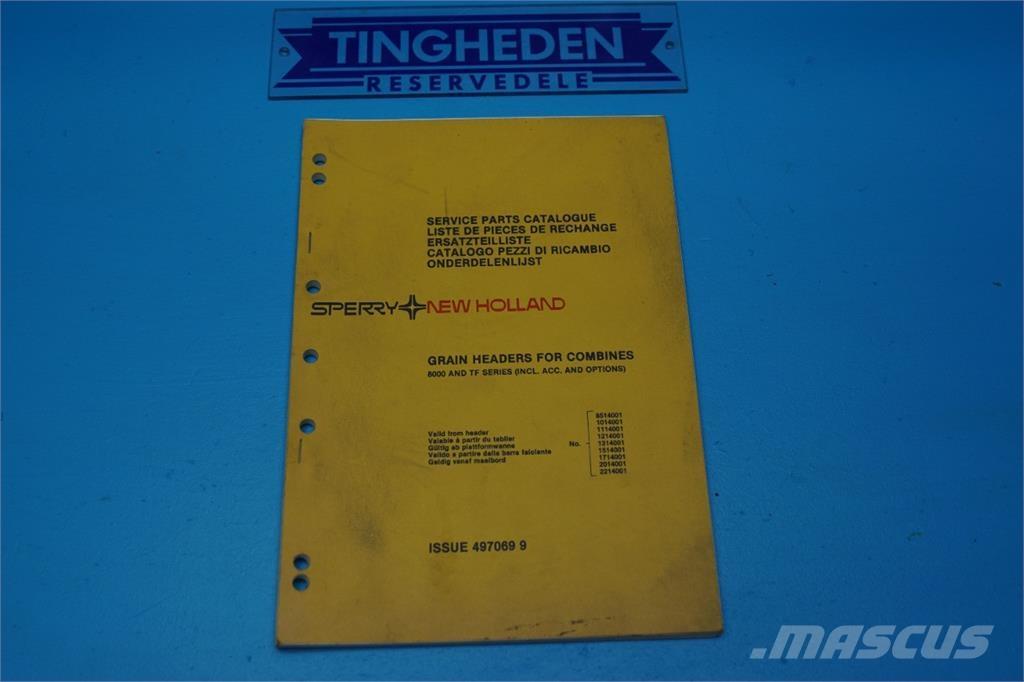 TINGHEDEN
RESERVEDELE
SERVICE PARTS CATALOGUE
LISTE DE PIECES DE RECHANGE
ERSATZTEILLISTE
CATALOGO PEZZI DI RICAMBIO
ONDERDELENLIJST
SPERRY NEW HOLLAND
GRAIN HEADERS FOR COMBINES
8000 AND TF SERIES (INCL. ACC. AND OPTIONS)
Valid from header
Valable à partir du tablier
Gültig ab plattformwanne
Valido a partire dalla barra falciante
Geldig vanaf maaibord
No.
8514001
1014001
1114001
1214001
1314001
1514001
1714001
2014001
2214001
ISSUE 497069 9
.MASCUS